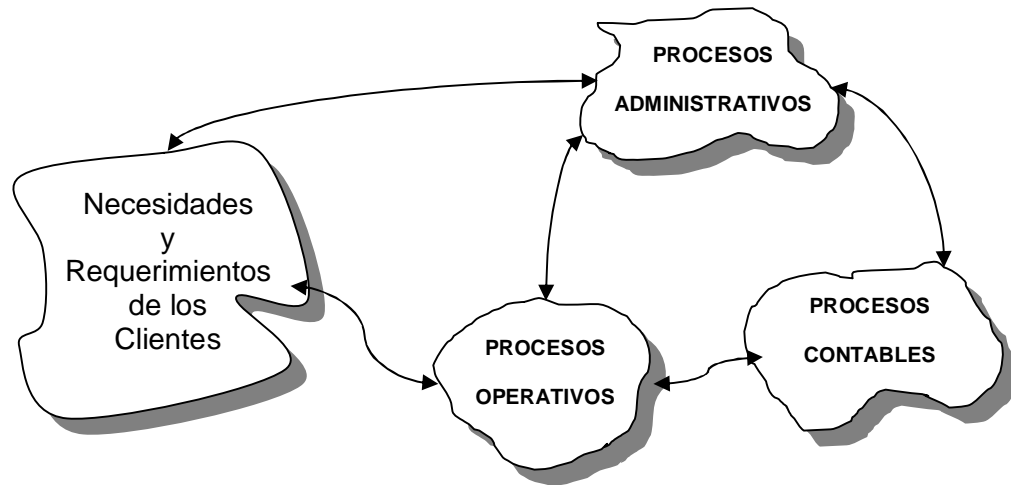 PROCESOS
ADMINISTRATIVOS
Necesidades
y
Requerimientos
de los
Clientes
PROCESOS
CONTABLES
PROCESOS
OPERATIVOS